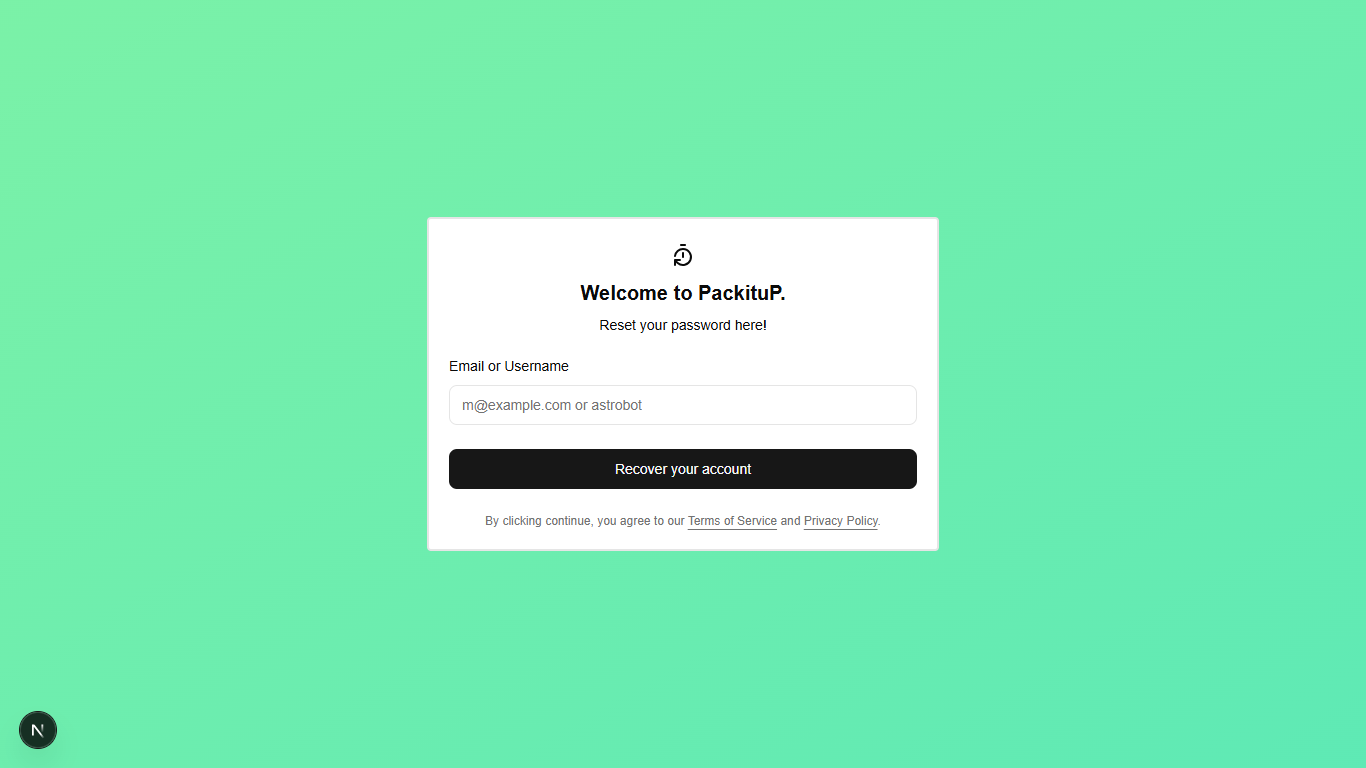 Welcome to PackituP.
Reset your password here!
Email or Username
m@example.com or astrobot
Recover your account
By clicking continue, you agree to our Terms of Service and Privacy Policy.
N